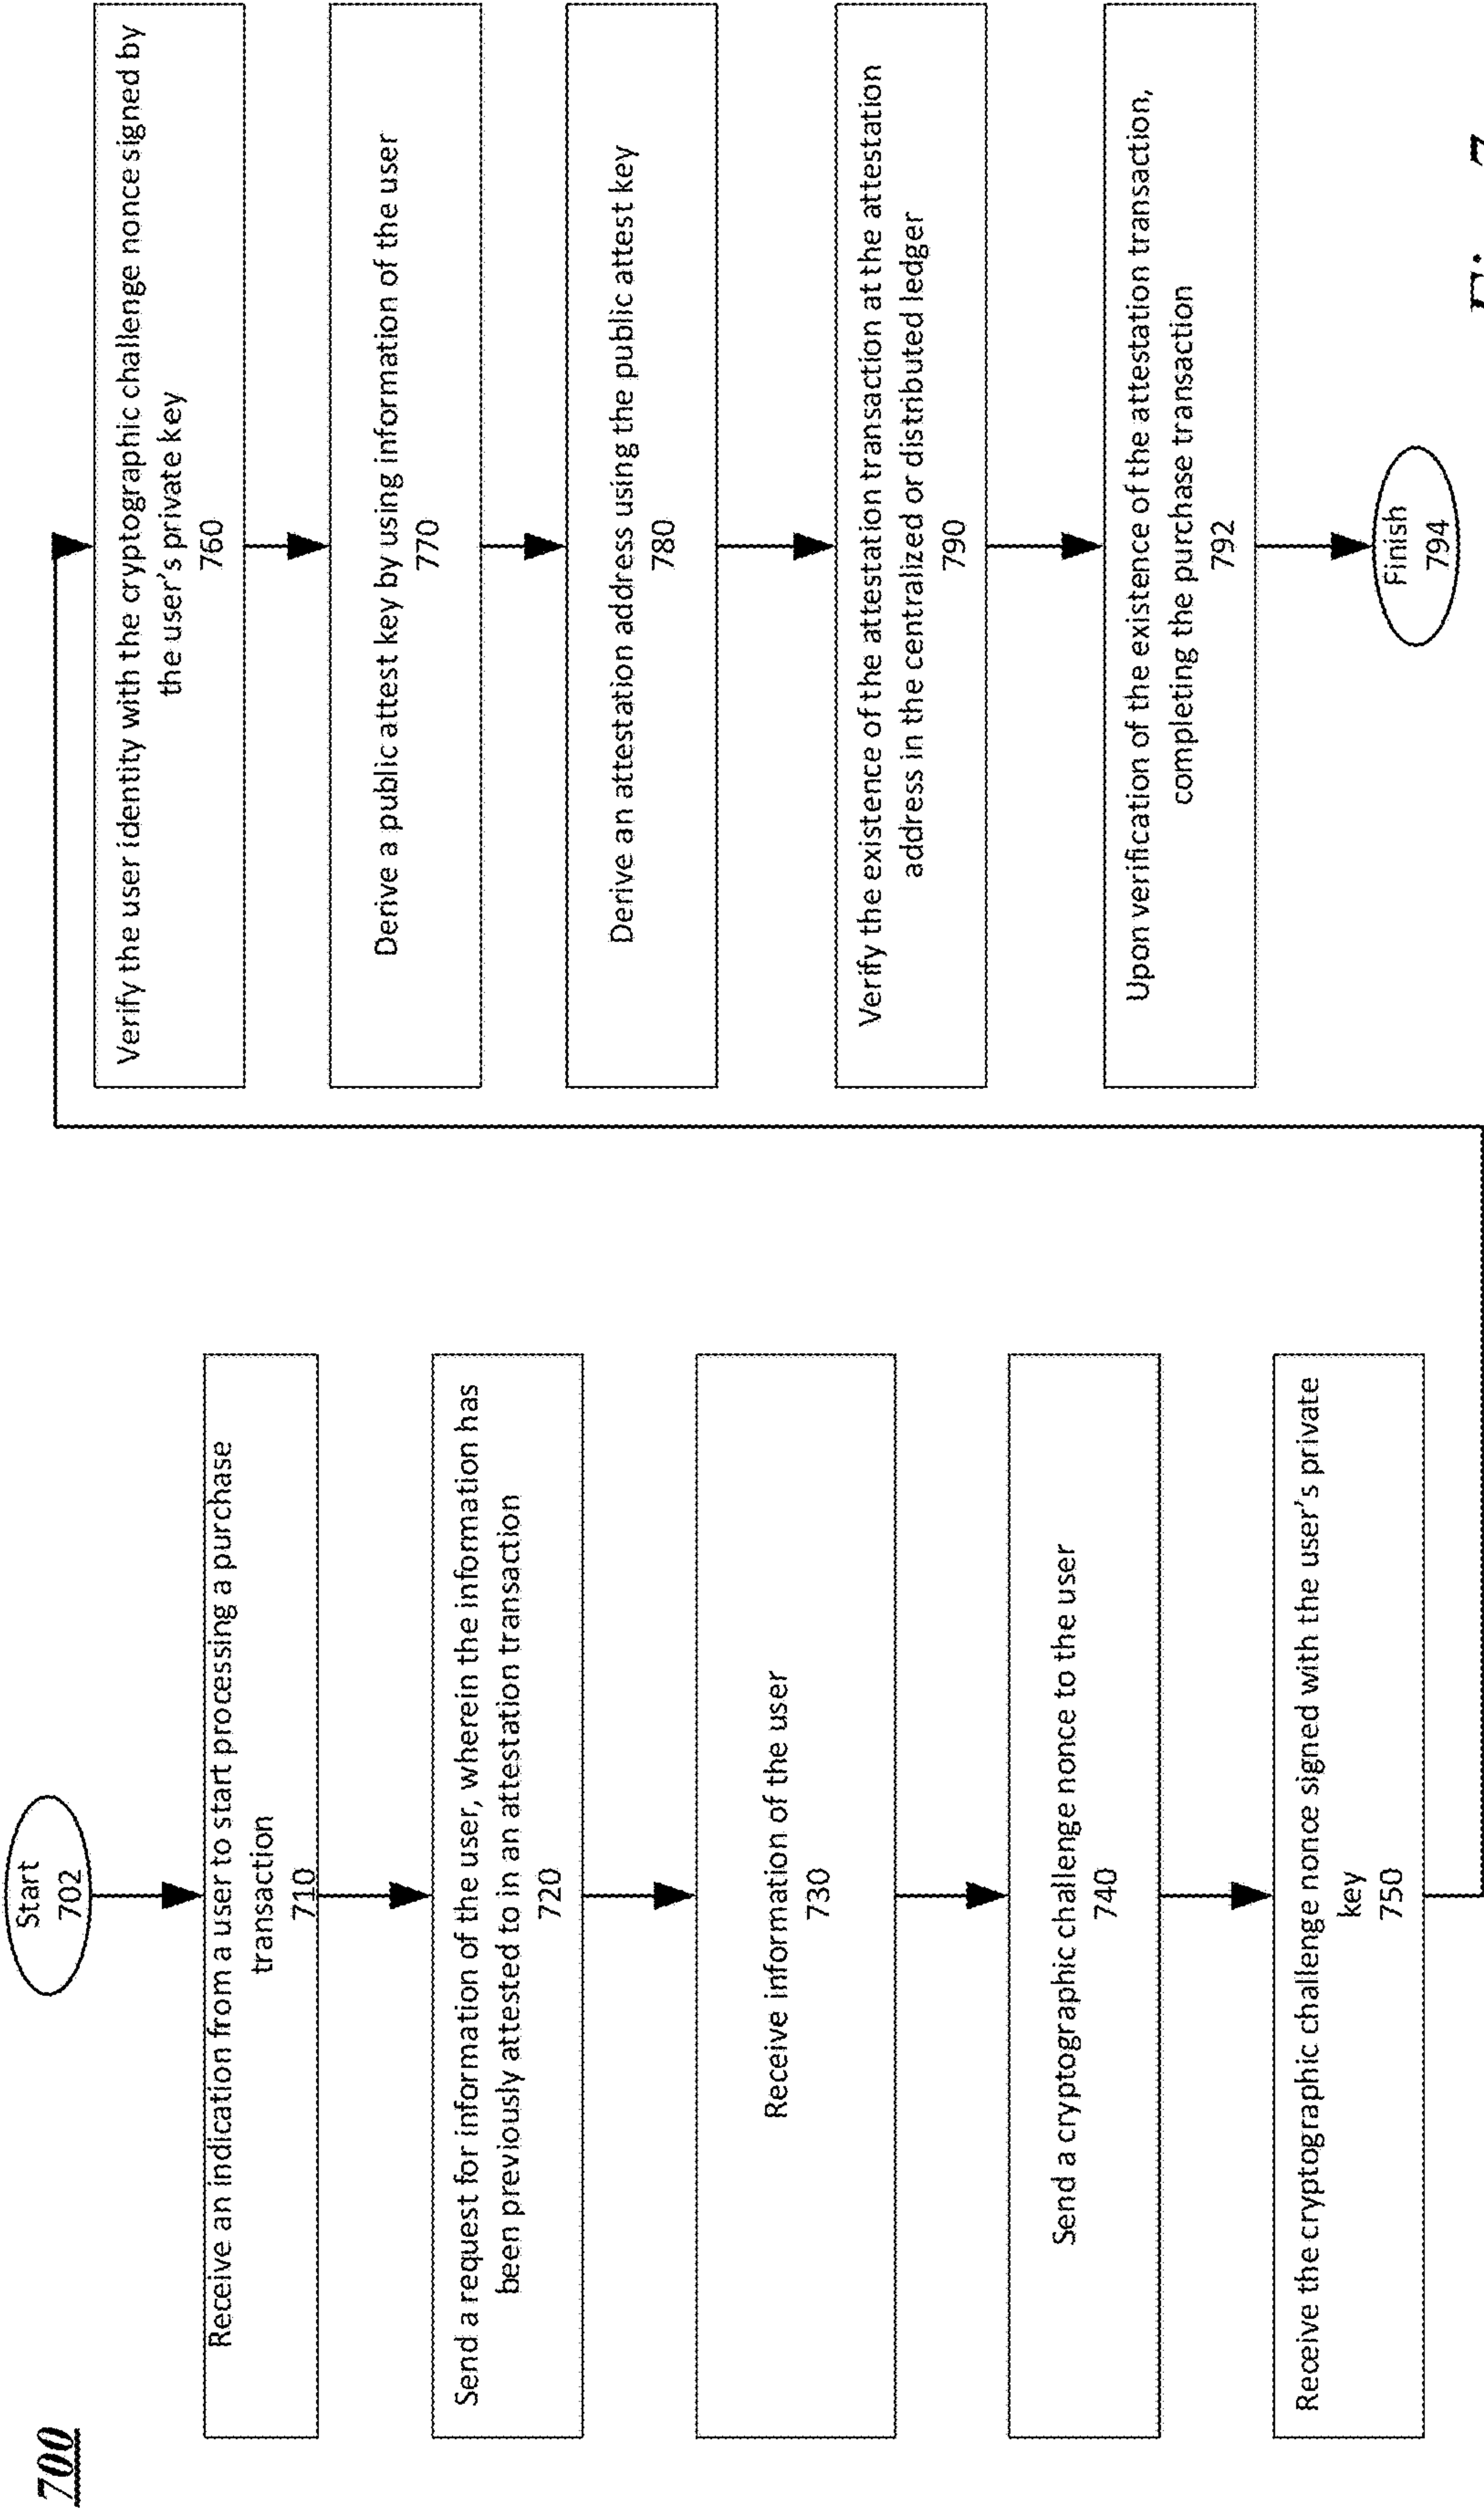 700
Start
702
Receive an indication from a user to start processing a purchase
transaction
710
Send a request for information of the user, wherein the information has
been previously attested to in an attestation transaction
720
Receive information of the user
730
Send a cryptographic challenge nonce to the user
740
Receive the cryptographic challenge nonce signed with the user's private
key
750
Verify the user identity with the cryptographic challenge nonce signed by
the user's private key
760
Derive a public attest key by using information of the user
770
Derive an attestation address using the public attest key
780
Verify the existence of the attestation transaction at the attestation
address in the centralized or distributed ledger
790
Upon verification of the existence of the attestation transaction,
completing the purchase transaction
792
Finish
794